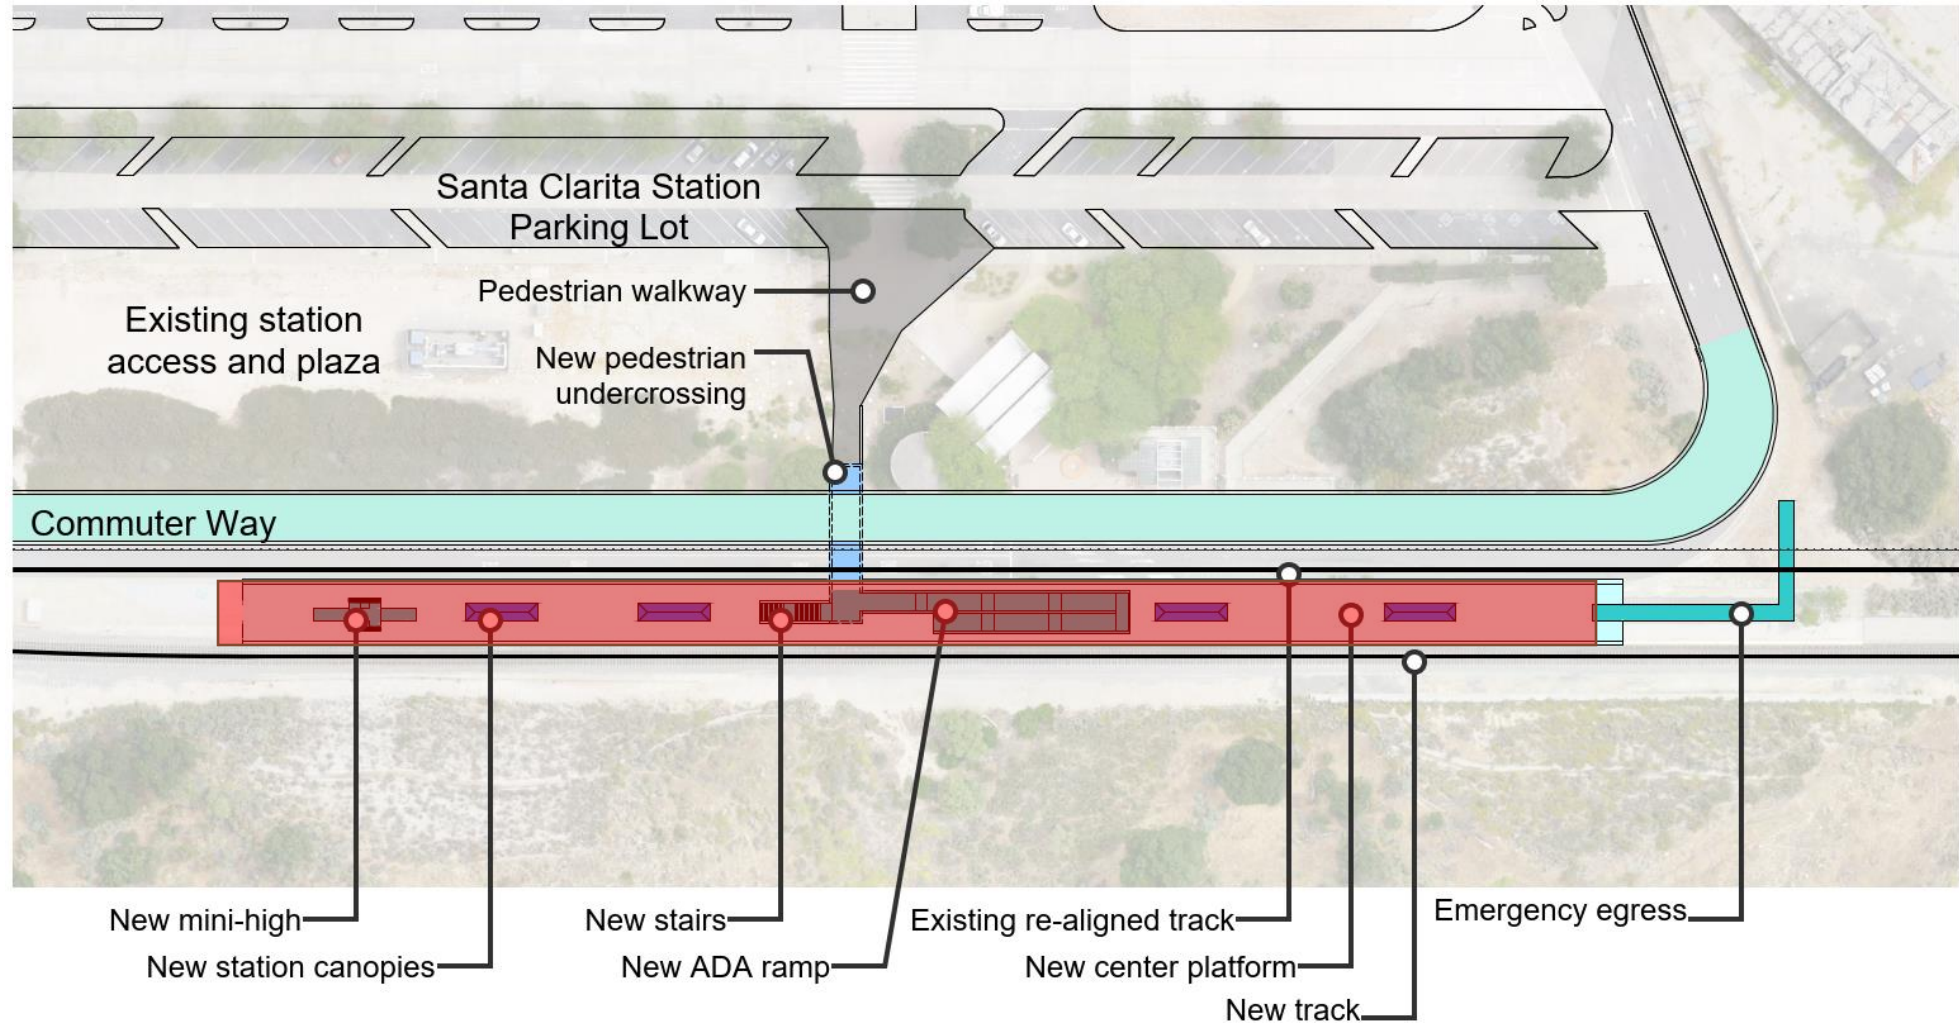 Santa Clarita Station
Parking Lot
Pedestrian walkway
Existing station
access and plaza
New pedestrian
undercrossing
Commuter Way
New mini-high
New stairs
Existing re-aligned track
Emergency egress
New station canopies
New ADA ramp
New center platform
New track